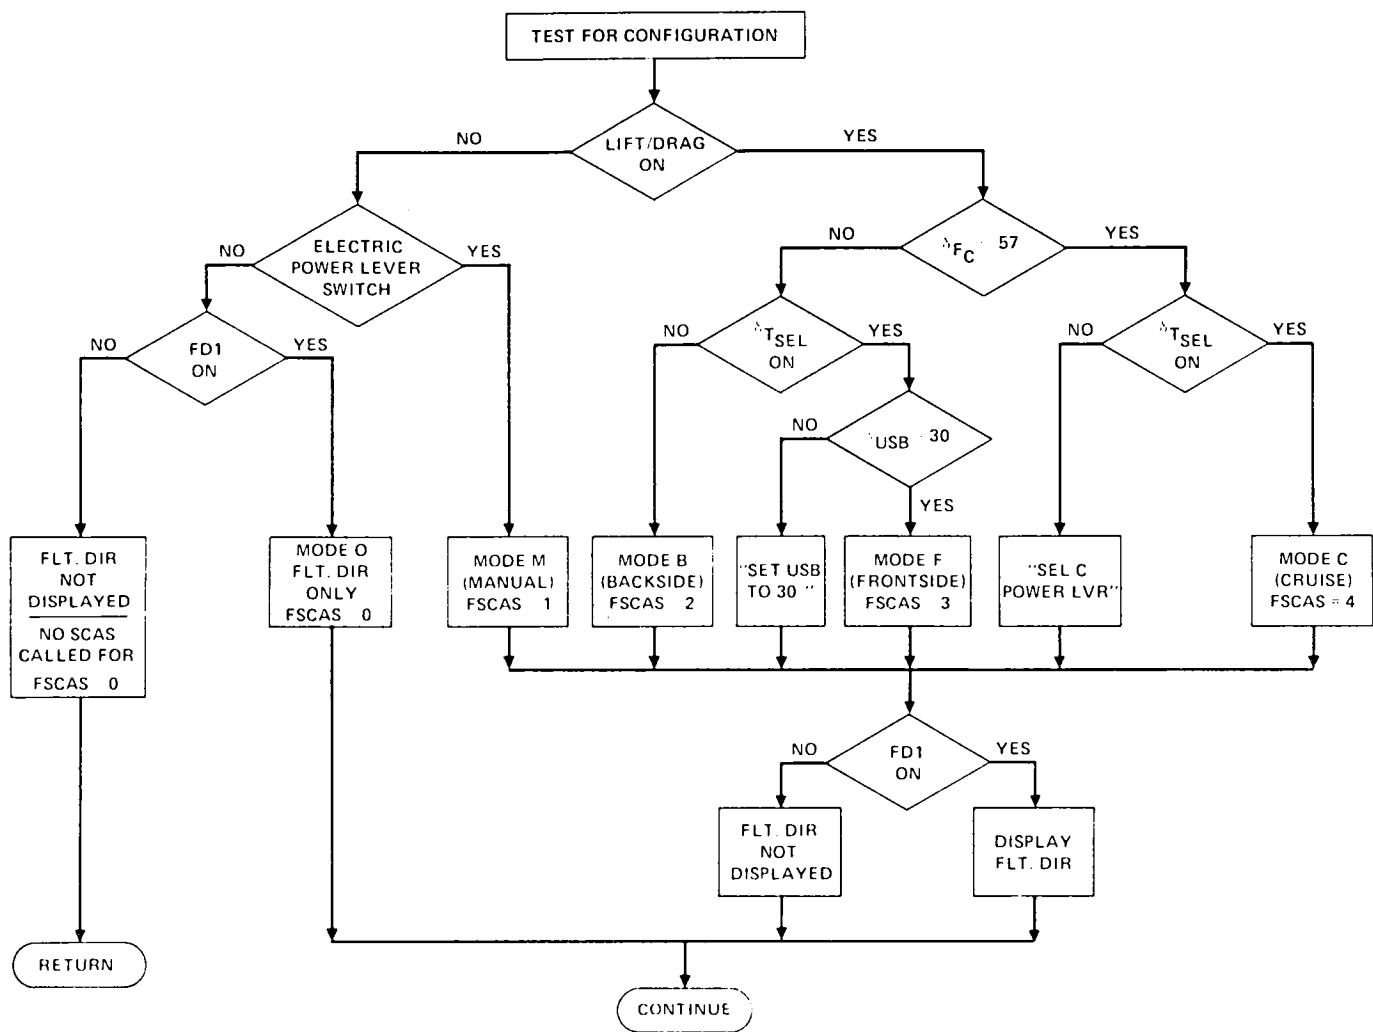 TEST FOR CONFIGURATION
NO
LIFT/DRAG
ON
YES
NO
ELECTRIC
POWER LEVER
SWITCH
YES
NO
FC 57
YES
NO
FD1
ON
YES
NO
TSEL
ON
YES
NO
TSEL
ON
YES
NO
USB 30
YES
FLT. DIR
NOT
DISPLAYED
NO SCAS
CALLED FOR
FSCAS 0
MODE O
FLT. DIR
ONLY
FSCAS 0
MODE M
(MANUAL)
FSCAS 1
MODE B
(BACKSIDE)
FSCAS 2
"SET USB
TO 30 "
MODE F
(FRONTSIDE)
FSCAS 3
"SEL C
POWER LVR"
MODE C
(CRUISE)
FSCAS = 4
NO
FD1
ON
YES
FLT. DIR
NOT
DISPLAYED
DISPLAY
FLT. DIR
RETURN
CONTINUE